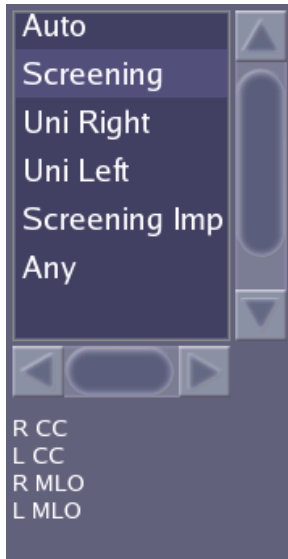 Auto
Screening
Uni Right
Uni Left
Screening Imp
Any
R CC
L CC
R MLO
L MLO